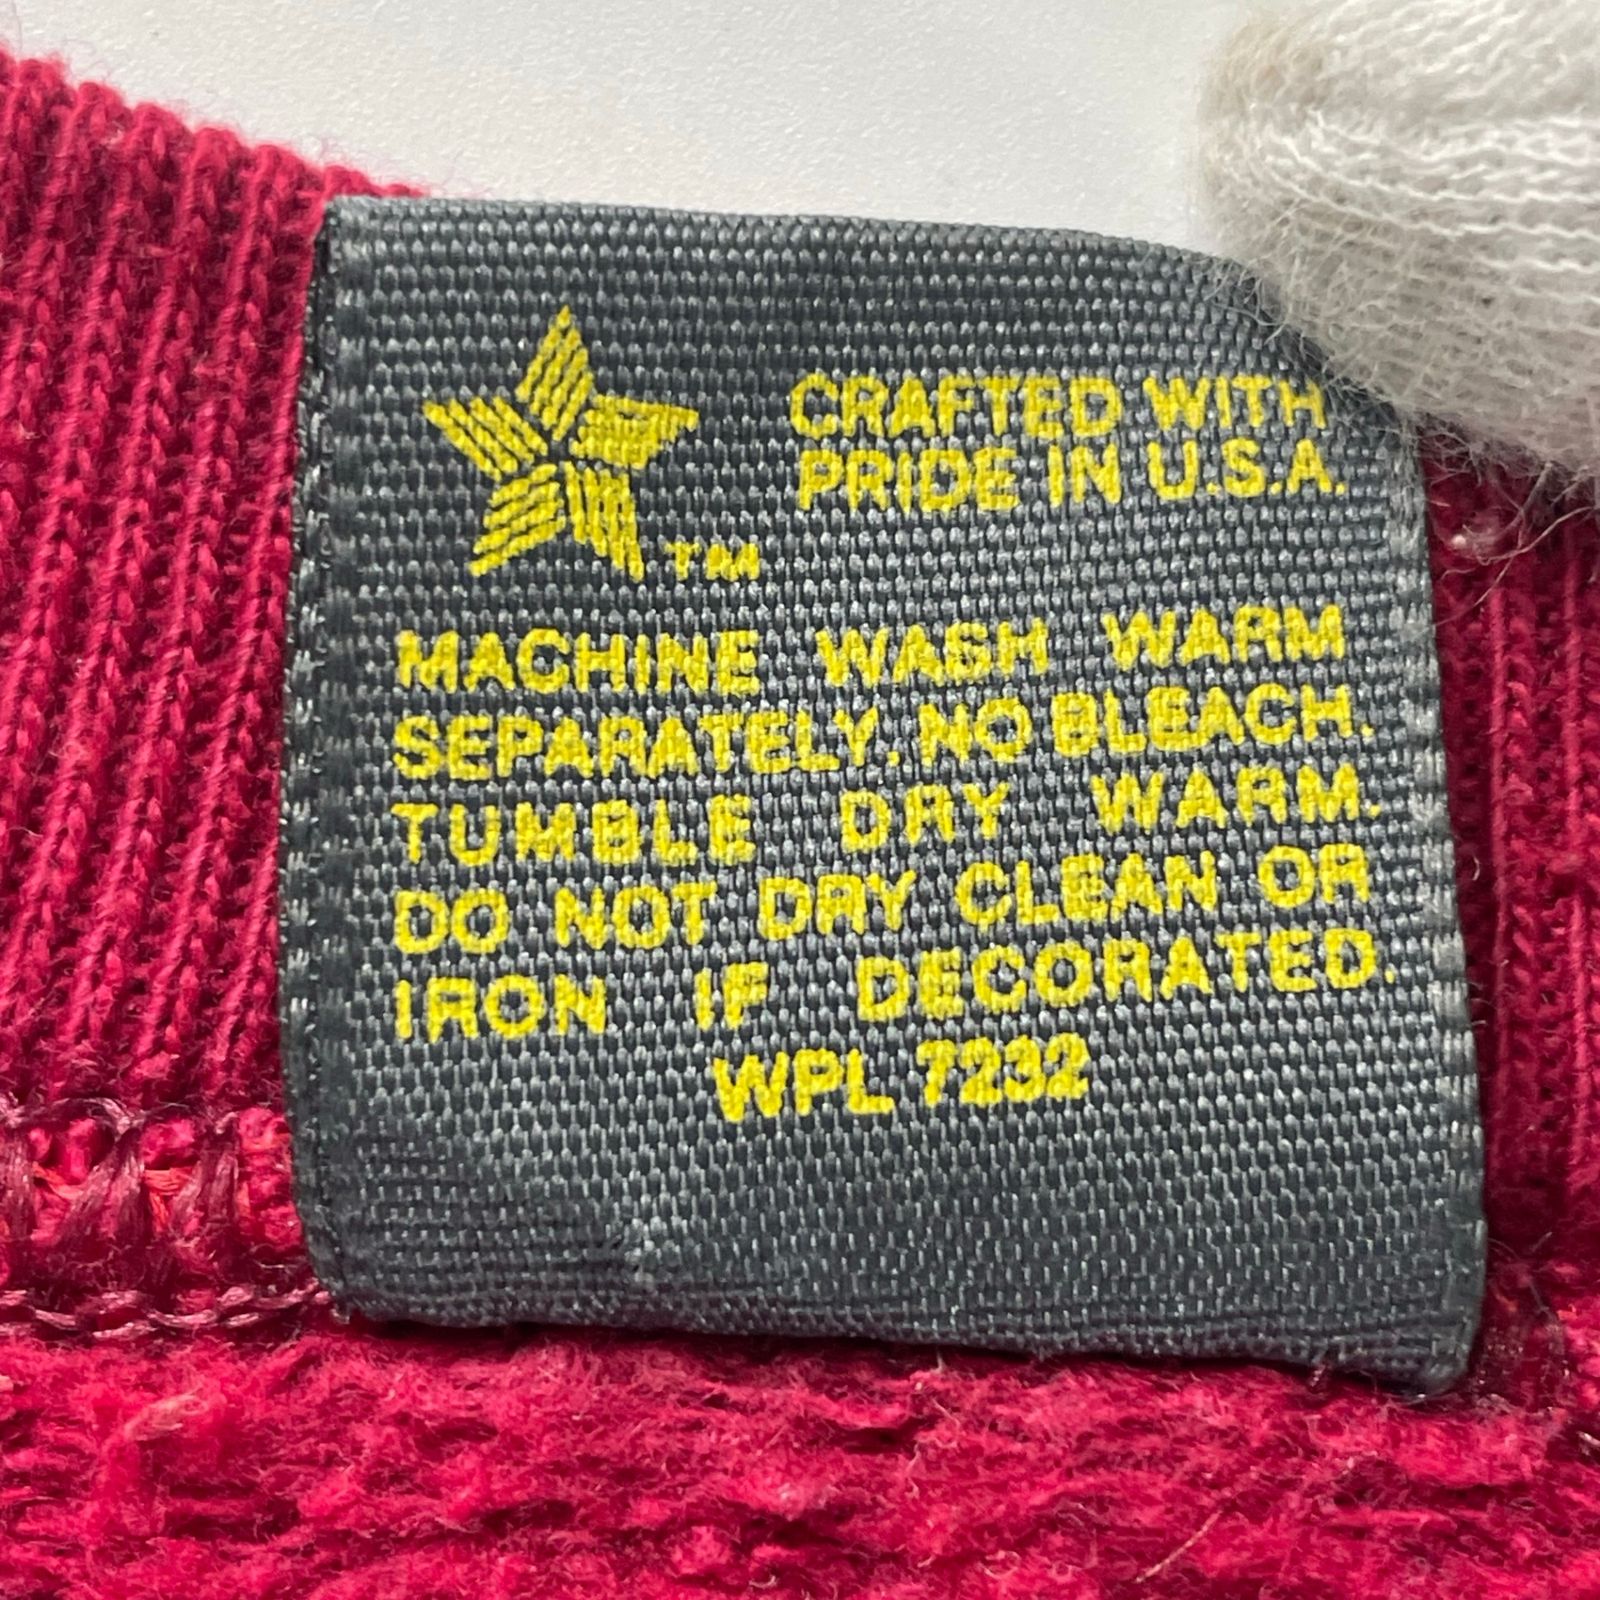 CRAFTED WITH
PRIDE IN U.S.A.
TM
MACHINE WASH WARM
SEPARATELY. NO BLEACH.
TUMBLE DRY WARM.
DO NOT DRY CLEAN OR
IRON IF DECORATED.
WPL 7232